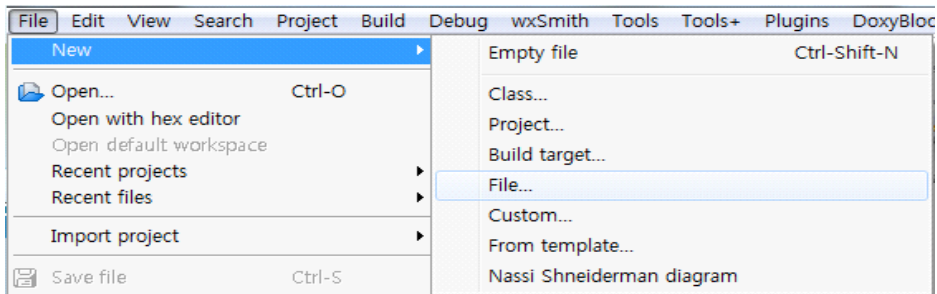 File Edit View Search Project Build Debug wxSmith Tools Tools+ Plugins DoxyBloc
New
Empty file Ctrl-Shift-N
Open... Ctrl-O
Class...
Open with hex editor
Project...
Open default workspace
Build target...
Recent projects
File...
Recent files
Custom...
Import project
From template...
Save file Ctrl-S
Nassi Shneiderman diagram